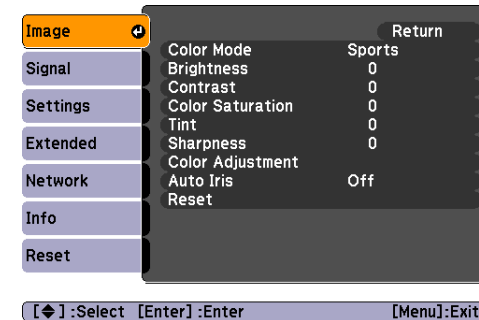 Image
Signal
Settings
Extended
Network
Info
Reset
Return
Color Mode Sports
Brightness 0
Contrast 0
Color Saturation 0
Tint 0
Sharpness 0
Color Adjustment
Auto Iris Off
Reset
[◆] :Select [Enter] :Enter [Menu]:Exit